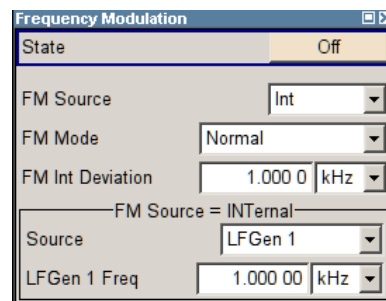 Frequency Modulation
State Off
FM Source Int
FM Mode Normal
FM Int Deviation 1.000 0 kHz
FM Source = INTernal
Source LFGen 1
LFGen 1 Freq 1.000 00 kHz